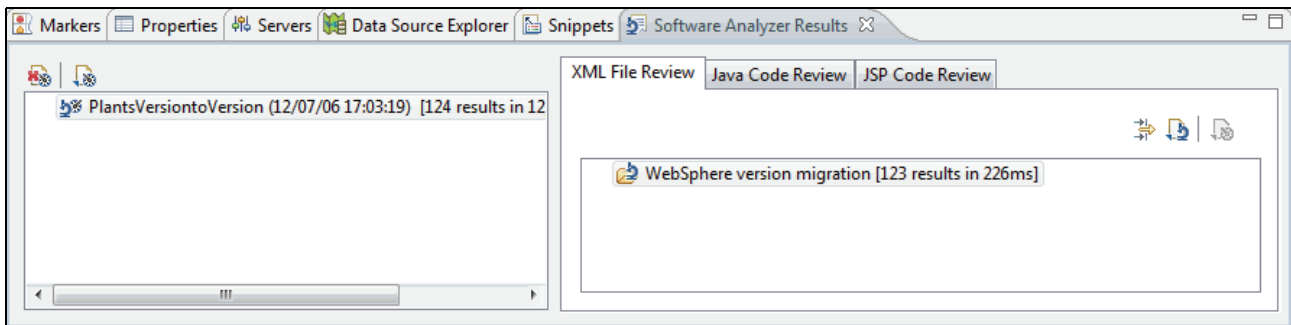 Markers Properties Servers Data Source Explorer Snippets Software Analyzer Results
XML File Review Java Code Review JSP Code Review
PlantsVersiontoVersion (12/07/06 17:03:19) [124 results in 12
WebSphere version migration [123 results in 226ms]